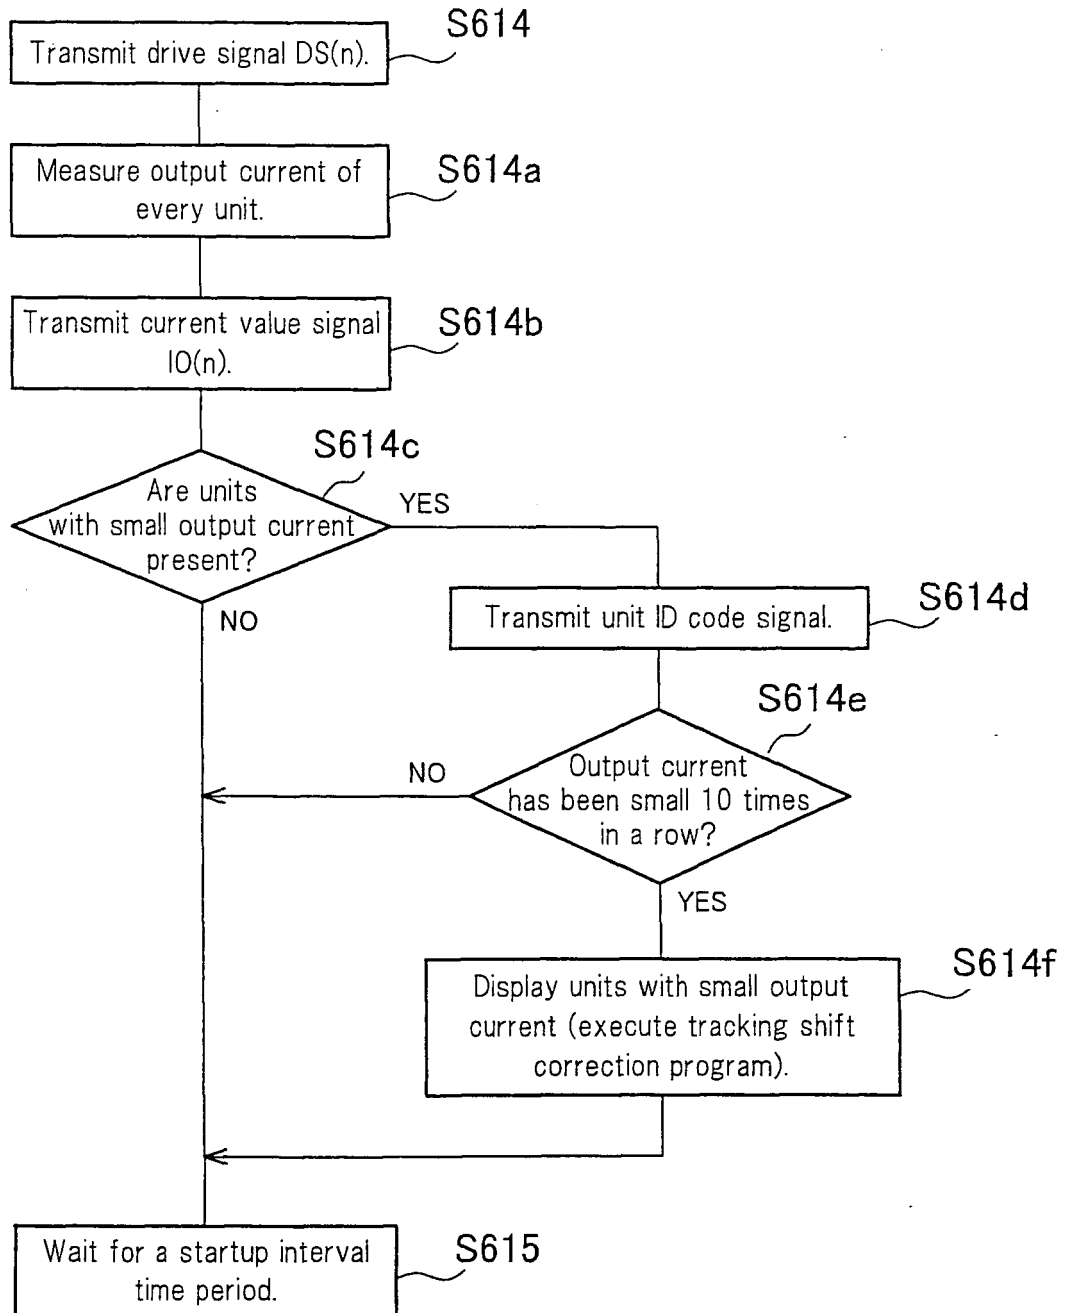 S614
Transmit drive signal DS(n).
Measure output current of
every unit.
S614a
Transmit current value signal
IO(n).
S614b
S614c
Are units
with small output current
present?
YES
NO
Transmit unit ID code signal.
S614d
S614e
Output current
has been small 10 times
in a row?
NO
YES
S614f
Display units with small output
current (execute tracking shift
correction program).
Wait for a startup interval
time period.
S615